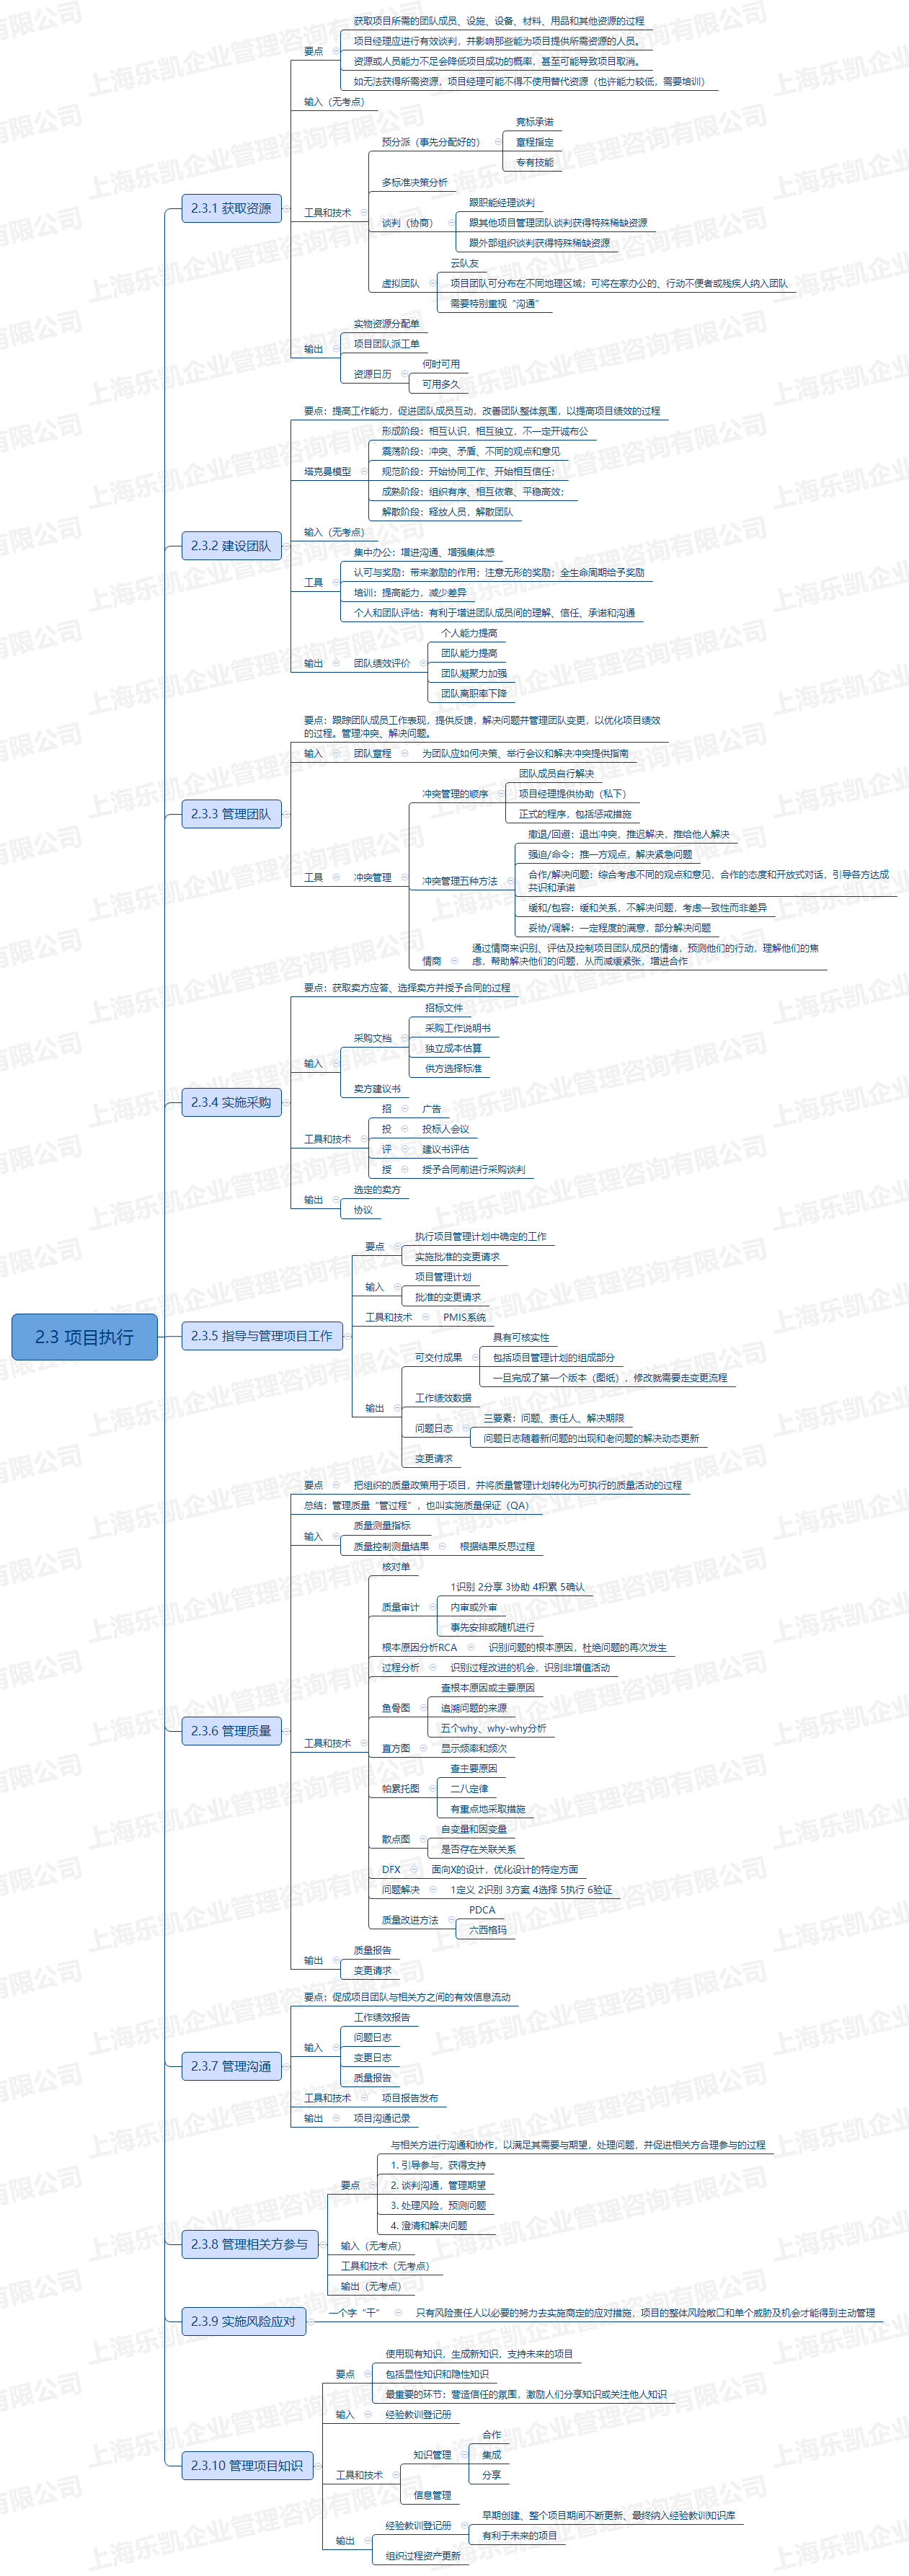 2.3 项目执行
2.3.1 获取资源
要点
获取项目所需的团队成员、设施、设备、材料、用品和其他资源的过程
项目经理应进行有效谈判，并影响那些能为项目提供所需资源的人员。
资源或人员能力不足会降低项目成功的概率，甚至可能导致项目取消。
如无法获得所需资源，项目经理可能不得不使用替代资源（也许能力较低，需要培训）
输入（无考点）
工具和技术
预分派（事先分配好的）
竞标承诺
章程指定
专有技能
多标准决策分析
谈判（协商）
跟职能经理谈判
跟其他项目管理团队谈判获得特殊稀缺资源
跟外部组织谈判获得特殊稀缺资源
虚拟团队
云队友
项目团队可分布在不同地理区域；可将在家办公的、行动不便者或残疾人纳入团队
需要特别重视“沟通”
输出
实物资源分配单
项目团队派工单
资源日历
何时可用
可用多久
2.3.2 建设团队
要点：提高工作能力，促进团队成员互动，改善团队整体氛围，以提高项目绩效的过程
塔克曼模型
形成阶段：相互认识，相互独立，不一定开诚布公
震荡阶段：冲突、矛盾、不同的观点和意见
规范阶段：开始协同工作、开始相互信任；
成熟阶段：组织有序、相互依靠、平稳高效；
解散阶段：释放人员，解散团队
输入（无考点）
工具
集中办公：增进沟通、增强集体感
认可与奖励：带来激励的作用；注意无形的奖励；全生命周期给予奖励
培训：提高能力，减少差异
个人和团队评估：有利于增进团队成员间的理解、信任、承诺和沟通
输出
团队绩效评价
个人能力提高
团队能力提高
团队凝聚力加强
团队离职率下降
2.3.3 管理团队
要点：跟踪团队成员工作表现，提供反馈，解决问题并管理团队变更，以优化项目绩效
的过程。管理冲突、解决问题。
输入
团队章程
为团队应如何决策、举行会议和解决冲突提供指南
工具
冲突管理
冲突管理的顺序
团队成员自行解决
项目经理提供协助（私下）
正式的程序，包括惩戒措施
冲突管理五种方法
撤退/回避：退出冲突，推迟解决，推给他人解决
强迫/命令：推一方观点，解决紧急问题
合作/解决问题：综合考虑不同的观点和意见，合作的态度和开放式对话，引导各方达成
共识和承诺
缓和/包容：缓和关系，不解决问题，考虑一致性而非差异
妥协/调解：一定程度的满意，部分解决问题
情商
通过情商来识别、评估及控制项目团队成员的情绪，预测他们的行动，理解他们的焦
虑，帮助解决他们的问题，从而减缓紧张，增进合作
2.3.4 实施采购
要点：获取卖方应答、选择卖方并授予合同的过程
输入
采购文档
招标文件
采购工作说明书
独立成本估算
供方选择标准
卖方建议书
工具和技术
招
广告
投
投标人会议
评
建议书评估
授
授予合同前进行采购谈判
输出
选定的卖方
协议
2.3.5 指导与管理项目工作
要点
执行项目管理计划中确定的工作
实施批准的变更请求
输入
项目管理计划
批准的变更请求
工具和技术
PMIS系统
输出
可交付成果
具有可核实性
包括项目管理计划的组成部分
一旦完成了第一个版本（图纸），修改就需要走变更流程
工作绩效数据
问题日志
三要素：问题、责任人、解决期限
问题日志随着新问题的出现和老问题的解决动态更新
变更请求
2.3.6 管理质量
要点
把组织的质量政策用于项目，并将质量管理计划转化为可执行的质量活动的过程
总结：管理质量“管过程”，也叫实施质量保证（QA）
输入
质量测量指标
质量控制测量结果
根据结果反思过程
工具和技术
核对单
质量审计
1识别 2分享 3协助 4积累 5确认
内审或外审
事先安排或随机进行
根本原因分析RCA
识别问题的根本原因，杜绝问题的再次发生
过程分析
识别过程改进的机会，识别非增值活动
鱼骨图
查根本原因或主要原因
追溯问题的来源
五个why、why-why分析
直方图
显示频率和频次
帕累托图
查主要原因
二八定律
有重点地采取措施
散点图
自变量和因变量
是否存在关联关系
DFX
面向X的设计，优化设计的特定方面
问题解决
1定义 2识别 3方案 4选择 5执行 6验证
质量改进方法
PDCA
六西格玛
输出
质量报告
变更请求
2.3.7 管理沟通
要点：促成项目团队与相关方之间的有效信息流动
输入
工作绩效报告
问题日志
变更日志
质量报告
工具和技术
项目报告发布
输出
项目沟通记录
2.3.8 管理相关方参与
要点
与相关方进行沟通和协作，以满足其需要与期望，处理问题，并促进相关方合理参与的过程
1. 引导参与，获得支持
2. 谈判沟通，管理期望
3. 处理风险，预测问题
4. 澄清和解决问题
输入（无考点）
工具和技术（无考点）
输出（无考点）
2.3.9 实施风险应对
一个字“干”
只有风险责任人以必要的努力去实施商定的应对措施，项目的整体风险敞口和单个威胁及机会才能得到主动管理
2.3.10 管理项目知识
要点
使用现有知识，生成新知识，支持未来的项目
包括显性知识和隐性知识
最重要的环节：营造信任的氛围，激励人们分享知识或关注他人知识
输入
经验教训登记册
工具和技术
知识管理
合作
集成
分享
信息管理
输出
经验教训登记册
早期创建、整个项目期间不断更新、最终纳入经验教训知识库
有利于未来的项目
组织过程资产更新
上海乐凯企业管理咨询有限公司